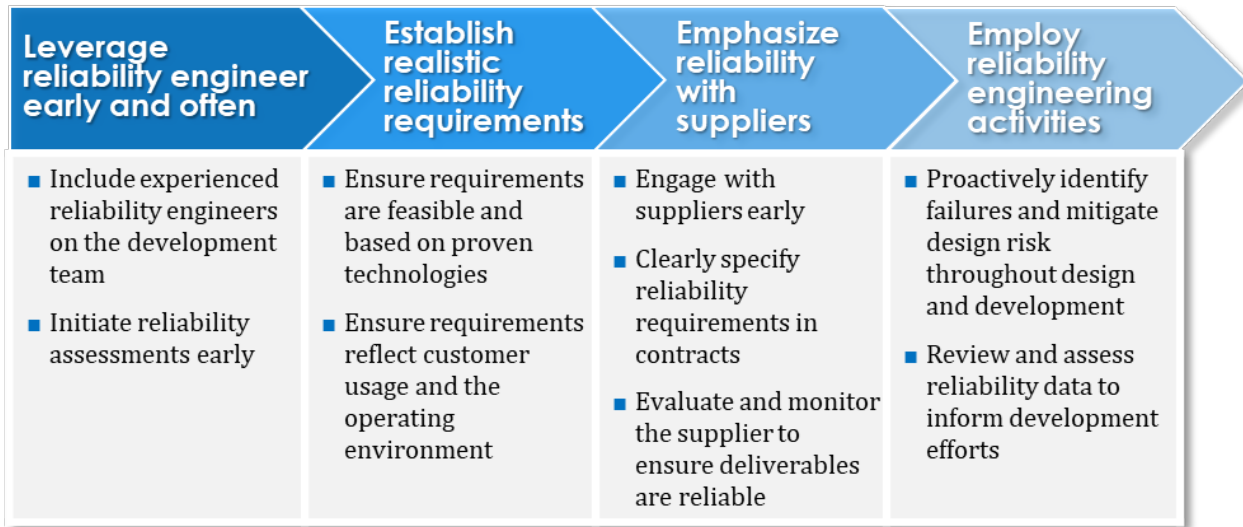 Leverage
reliability engineer
early and often
Establish
realistic
reliability
requirements
Emphasize
reliability
with
suppliers
Employ
reliability
engineering
activities
■ Include experienced
reliability engineers
on the development
team
■ Initiate reliability
assessments early
■ Ensure requirements
are feasible and
based on proven
technologies
■ Ensure requirements
reflect customer
usage and the
operating
environment
■ Engage with
suppliers early
■ Clearly specify
reliability
requirements in
contracts
■ Evaluate and monitor
the supplier to
ensure deliverables
are reliable
■ Proactively identify
failures and mitigate
design risk
throughout design
and development
■ Review and assess
reliability data to
inform development
efforts